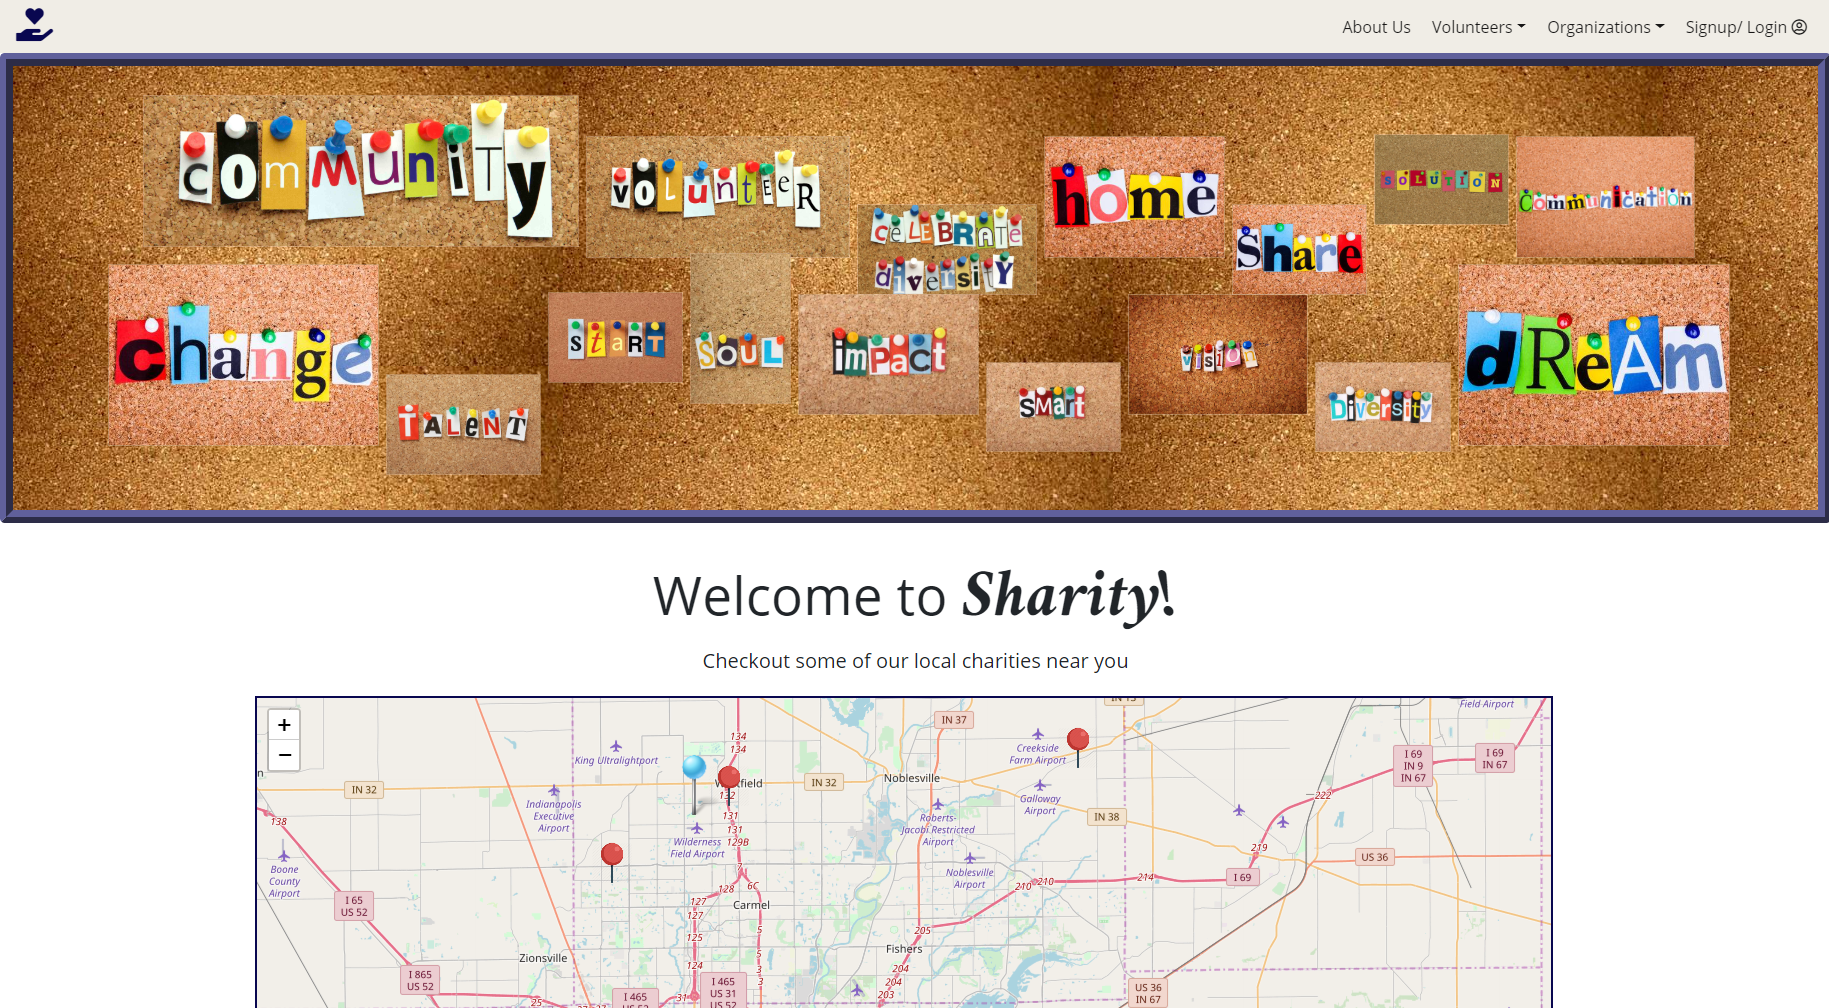 About Us
Volunteers
Organizations
Signup/ Login
COMMUNITY
VOLUNTEER
CELEBRATE
diversity
home
Share
SOLUTION
Communication
change
TALENT
START
SOUL
imPact
SMart
vision
Diversity
dReAm
Welcome to Sharity!
Checkout some of our local charities near you
+
−
IN 13
Field Airport
IN 37
134
134
King Ultralightport
Creekside
Farm Airport
I 69
IN 9
IN 67
I 69
IN 67
IN 32
IN 32
Noblesville
132
Indianapolis
Executive
Airport
Galloway
Airport
222
138
131
131
129B
Roberts-
Jacobi Restricted
Airport
IN 38
Wilderness
Field Airport
219
US 36
Boone
County
Airport
Noblesville
Airport
7
128
6C
210
210
214
I 69
I 65
US 52
127
127
Carmel
5
5
125
205
Fishers
Zionsville
124
3
3
204
204
203
I 865
US 52
I 465
US 31
US 52
US 36
IN 67
25
I 465
31